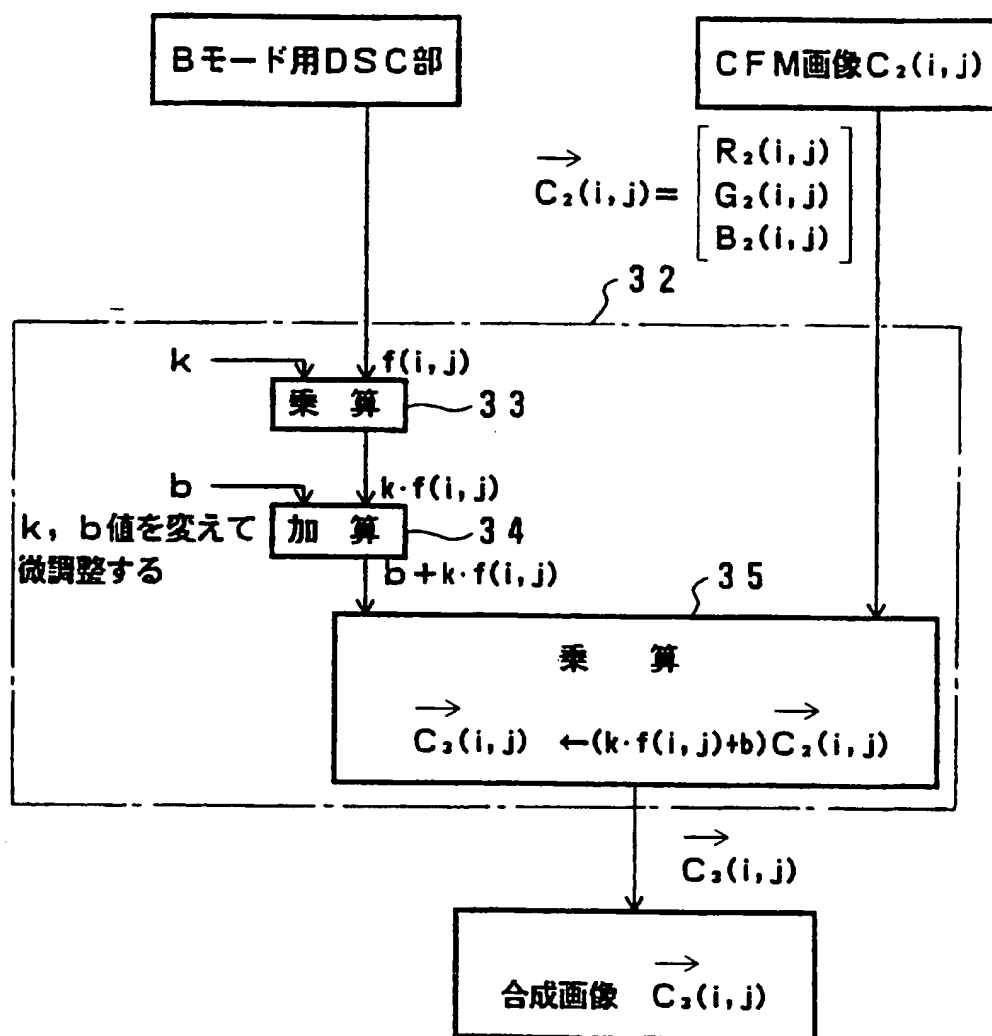 Bモード用DSC部
CFM画像C₂(i,j)
C₂(i,j)=
R₂(i,j)
G₂(i,j)
B₂(i,j)
32
k
f(i,j)
乗 算
33
b
k·f(i,j)
k,b値を変えて
微調整する
加 算
34
b+k·f(i,j)
35
乗 算
C₃(i,j) ←(k·f(i,j)+b)C₂(i,j)
C₃(i,j)
合成画像 C₃(i,j)